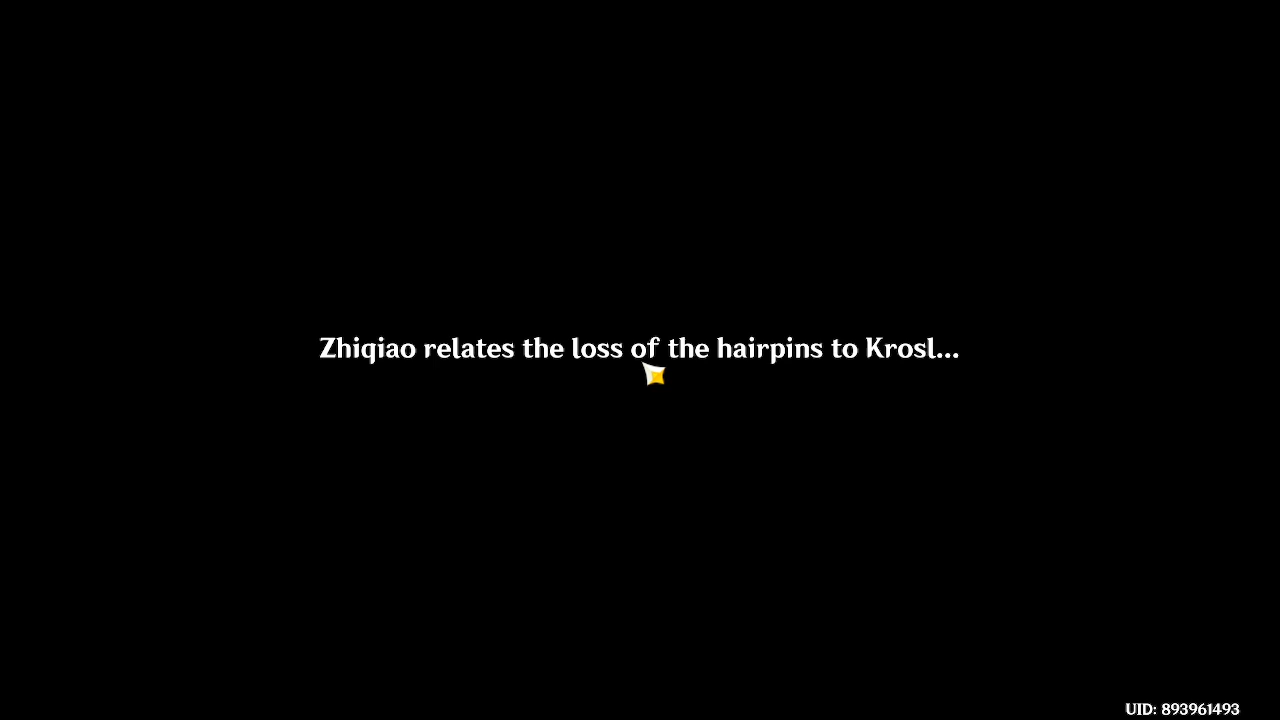 Zhiqiao relates the loss of the hairpins to Krosl...
UID: 893961493